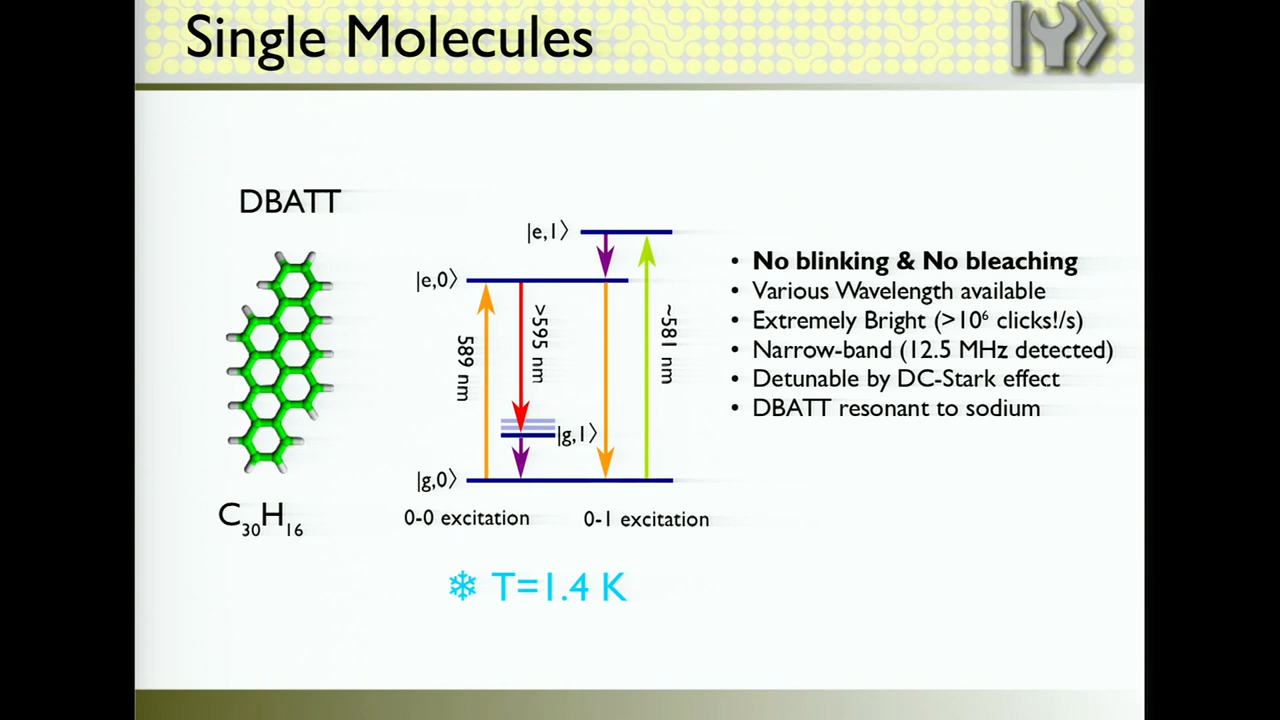 Single Molecules
DBATT
C30H16
|e,1⟩
|e,0⟩
589 nm
>595 nm
~581 nm
|g,1⟩
|g,0⟩
0-0 excitation
0-1 excitation
❄ T=1.4 K
• No blinking & No bleaching
• Various Wavelength available
• Extremely Bright (>10⁶ clicks!/s)
• Narrow-band (12.5 MHz detected)
• Detunable by DC-Stark effect
• DBATT resonant to sodium